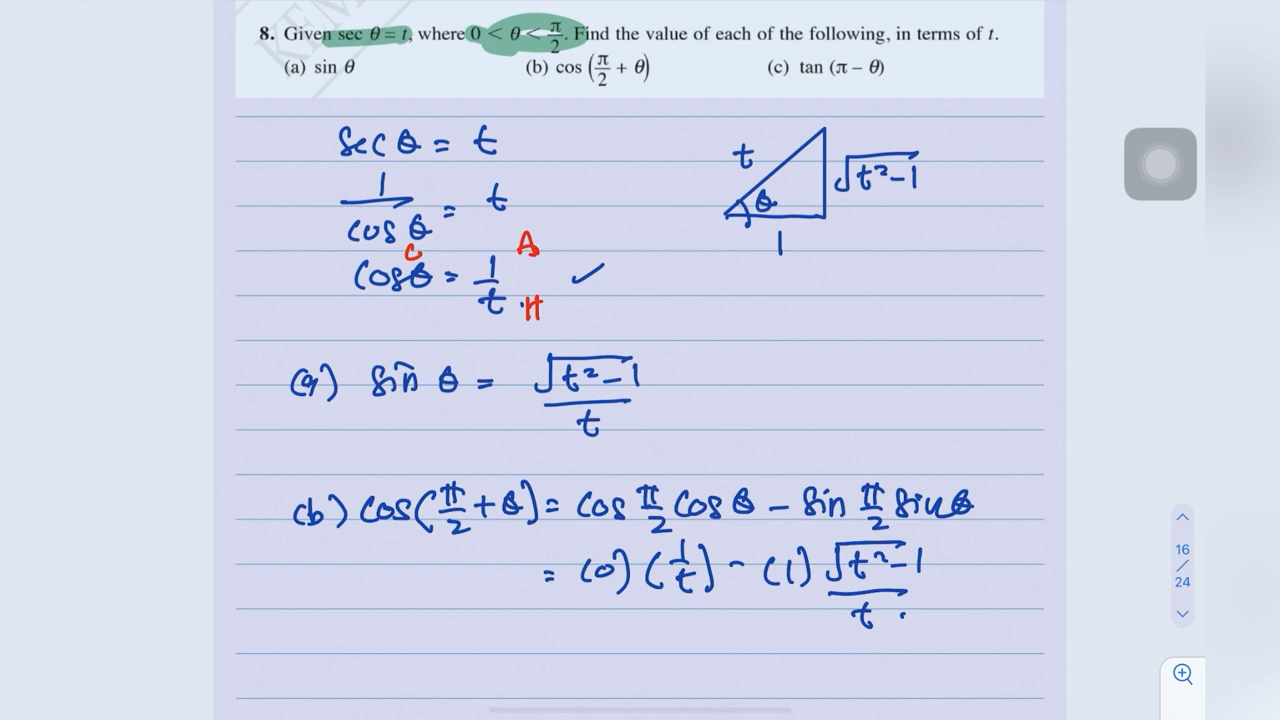 8. Given sec θ = t, where 0 < θ < π/2. Find the value of each of the following, in terms of t.
(a) sin θ (b) cos (π/2 + θ) (c) tan (π − θ)
sec θ = t
1/cos θ = t
C A
cos θ = 1/t ✓
H
t θ √(t²−1)
1
(a) sin θ = √(t²−1)/t
(b) cos(π/2 + θ) = cos π/2 cos θ − sin π/2 sin θ
= (0)(1/t) − (1) √(t²−1)/t.
16
/
24